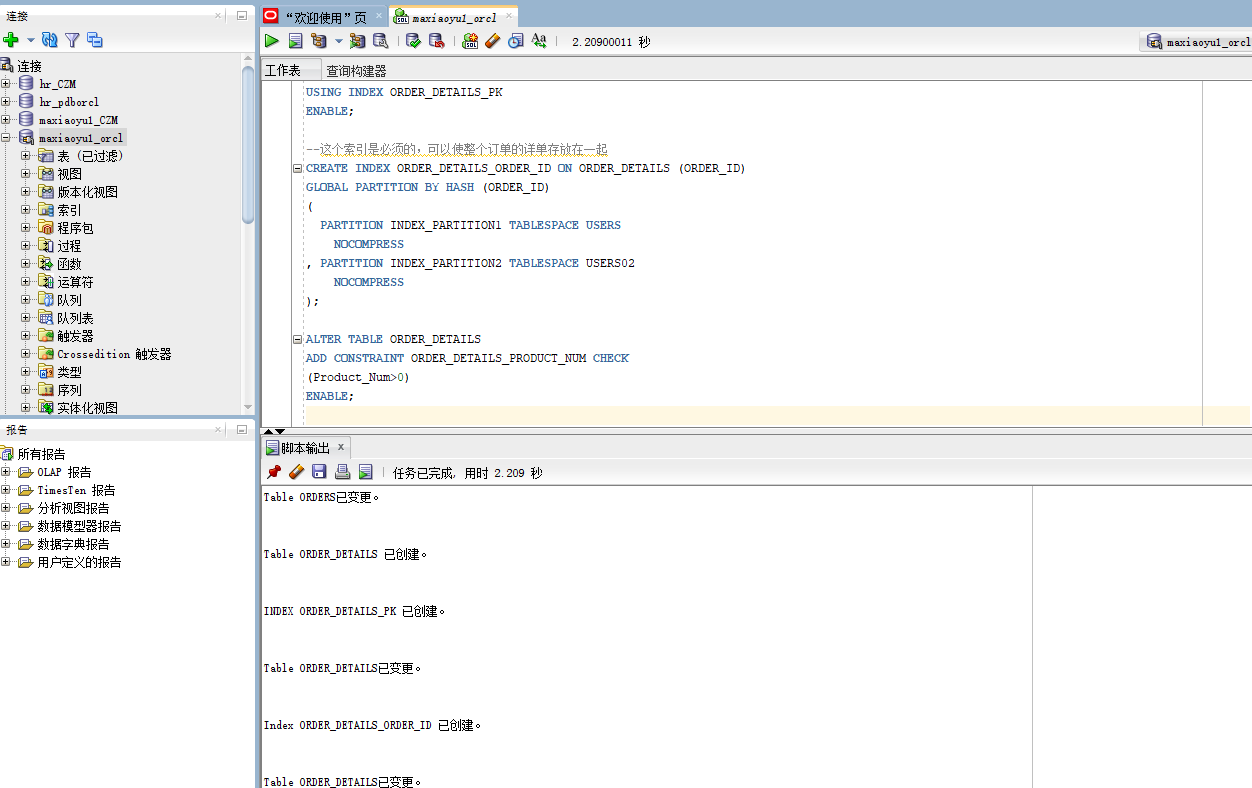 连接
连接
hr_CZM
hr_pdborcl
maxiaoyu1_CZM
maxiaoyu1_orcl
表 (已过滤)
视图
版本化视图
索引
程序包
过程
函数
运算符
队列
队列表
触发器
Crossedition 触发器
类型
序列
实体化视图
报告
所有报告
OLAP 报告
TimesTen 报告
分析视图报告
数据模型器报告
数据字典报告
用户定义的报告
“欢迎使用”页
maxiaoyu1_orcl
2.20900011 秒
maxiaoyu1_orcl
工作表 查询构建器
USING INDEX ORDER_DETAILS_PK
ENABLE;
--这个索引是必须的，可以使整个订单的详单存放在一起
CREATE INDEX ORDER_DETAILS_ORDER_ID ON ORDER_DETAILS (ORDER_ID)
GLOBAL PARTITION BY HASH (ORDER_ID)
(
PARTITION INDEX_PARTITION1 TABLESPACE USERS
NOCOMPRESS
, PARTITION INDEX_PARTITION2 TABLESPACE USERS02
NOCOMPRESS
);
ALTER TABLE ORDER_DETAILS
ADD CONSTRAINT ORDER_DETAILS_PRODUCT_NUM CHECK
(Product_Num>0)
ENABLE;
脚本输出
任务已完成, 用时 2.209 秒
Table ORDERS已变更。
Table ORDER_DETAILS 已创建。
INDEX ORDER_DETAILS_PK 已创建。
Table ORDER_DETAILS已变更。
Index ORDER_DETAILS_ORDER_ID 已创建。
Table ORDER_DETAILS已变更。